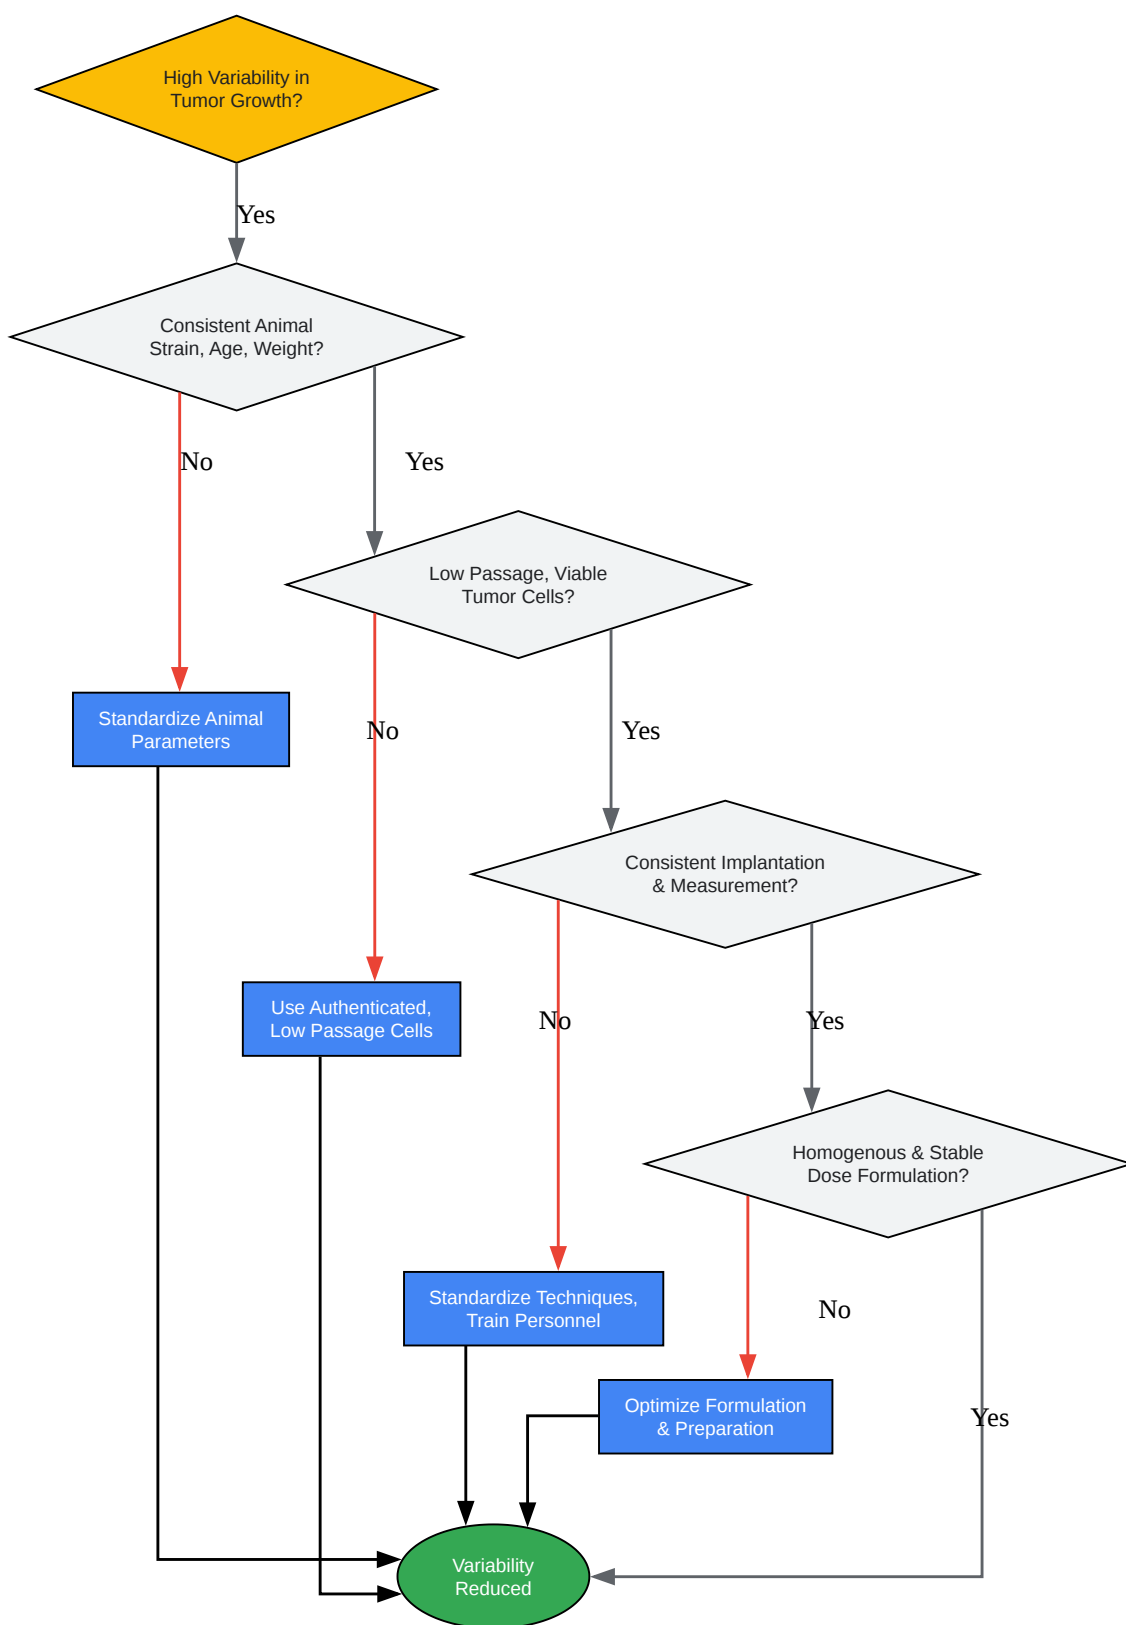 High Variability in
Tumor Growth?
Yes
Consistent Animal
Strain, Age, Weight?
No
Yes
Low Passage, Viable
Tumor Cells?
Standardize Animal
Parameters
No
Yes
Consistent Implantation
& Measurement?
Use Authenticated,
Low Passage Cells
No
Yes
Homogenous & Stable
Dose Formulation?
Standardize Techniques,
Train Personnel
No
Optimize Formulation
& Preparation
Yes
Variability
Reduced